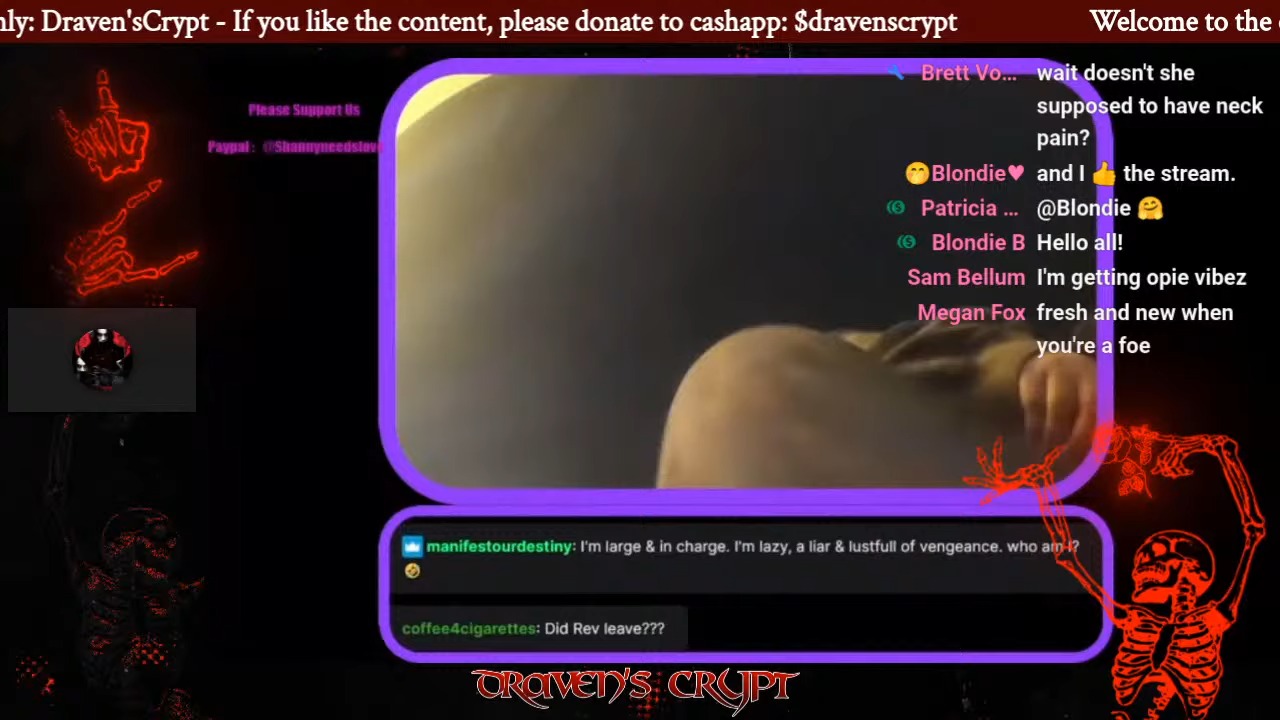 nly: Draven'sCrypt - If you like the content, please donate to cashapp: $dravenscrypt
Welcome to the
Please Support Us
Paypal : @Shannyneedslove
Brett Vo... wait doesn't she
supposed to have neck
pain?
🤭Blondie♥ and I 👍 the stream.
Patricia ... @Blondie 🤗
Blondie B Hello all!
Sam Bellum I'm getting opie vibez
Megan Fox fresh and new when
you're a foe
manifestourdestiny: I'm large & in charge. I'm lazy, a liar & lustfull of vengeance. who am I?
🤣
coffee4cigarettes: Did Rev leave???
DRAVEN'S CRYPT